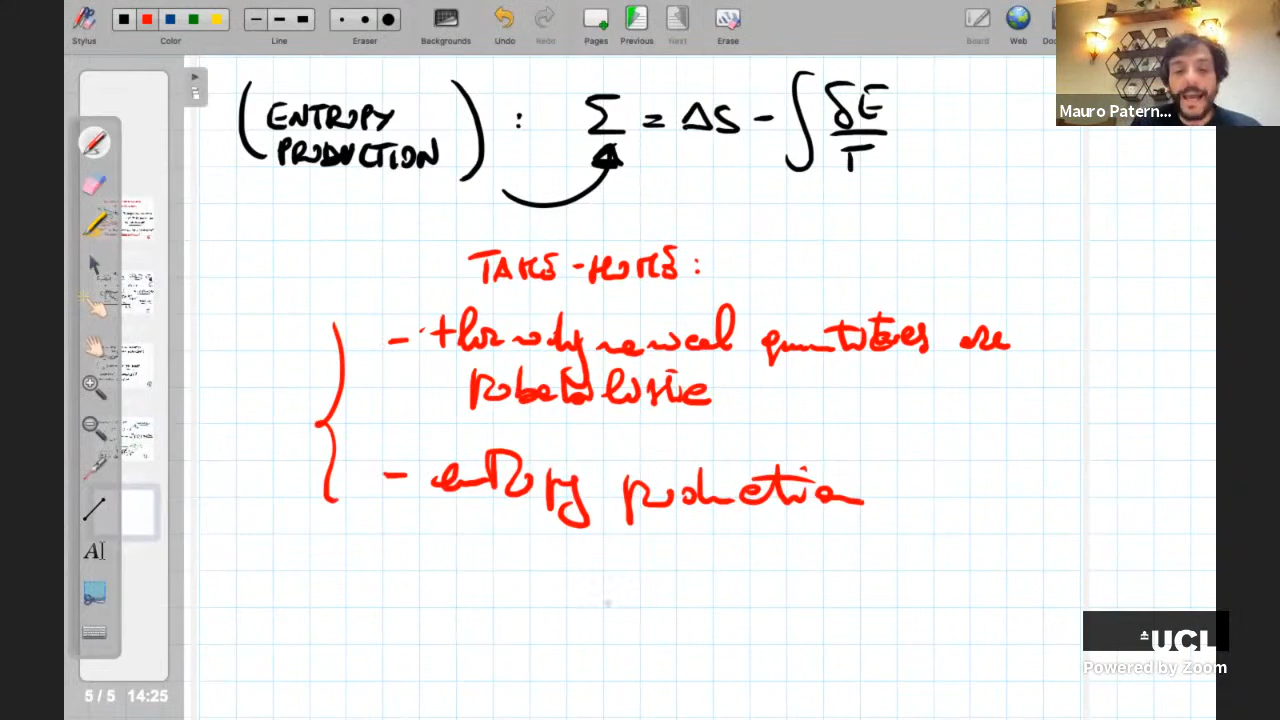 Stylus
Color
Line
Eraser
Backgrounds
Undo
Redo
Pages
Previous
Next
Erase
Board
Web
Mauro Patern...
(ENTROPY PRODUCTION) : Σ = ΔS - ∫ δE/T
TAKE-HOME:
- thermodynamical quantities are
probabilistic
- entropy production
A
5 / 5 14:25
UCL
Powered by Zoom